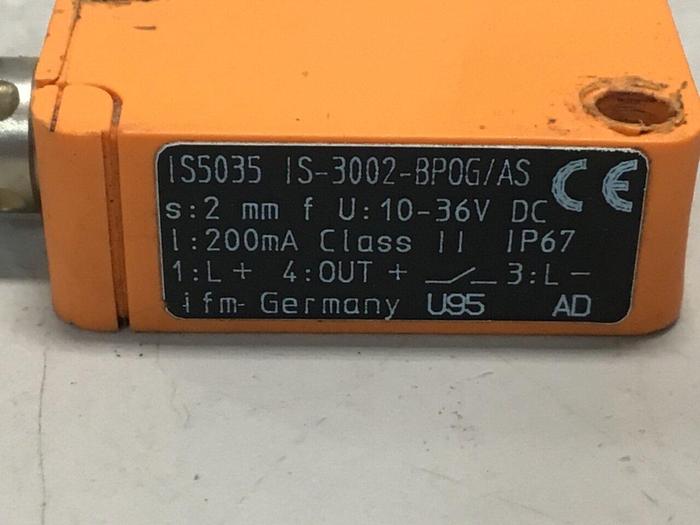 IS5035 IS-3002-BPOG/AS CE
s:2 mm f U:10-36V DC
I:200mA Class II IP67
1:L+ 4:OUT + 3:L-
ifm- Germany U95 AD